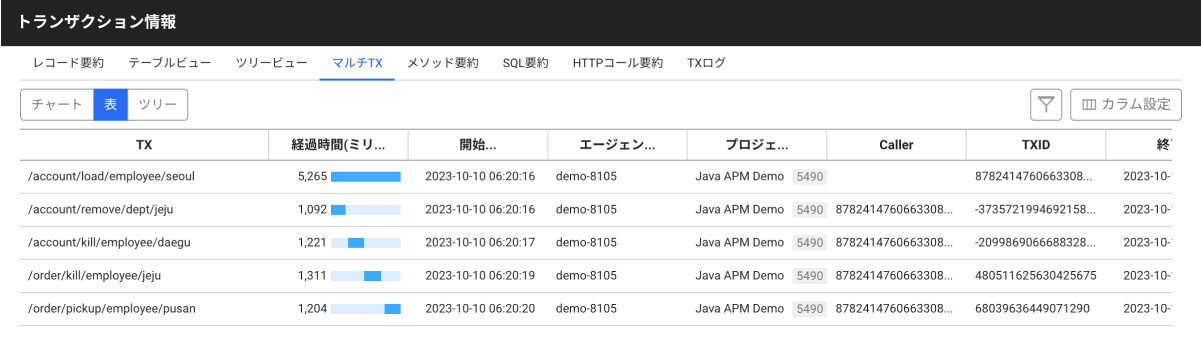 トランザクション情報
レコード要約 テーブルビュー ツリービュー マルチTX メソッド要約 SQL要約 HTTPコール要約 TXログ
チャート 表 ツリー カラム設定
TX 経過時間(ミリ... 開始... エージェン... プロジェ... Caller TXID 終
/account/load/employee/seoul 5,265 2023-10-10 06:20:16 demo-8105 Java APM Demo 5490 8782414760663308... 2023-10-
/account/remove/dept/jeju 1,092 2023-10-10 06:20:16 demo-8105 Java APM Demo 5490 8782414760663308... -3735721994692158... 2023-10-
/account/kill/employee/daegu 1,221 2023-10-10 06:20:17 demo-8105 Java APM Demo 5490 8782414760663308... -2099869066688328... 2023-10-
/order/kill/employee/jeju 1,311 2023-10-10 06:20:19 demo-8105 Java APM Demo 5490 8782414760663308... 480511625630425675 2023-10-
/order/pickup/employee/pusan 1,204 2023-10-10 06:20:20 demo-8105 Java APM Demo 5490 8782414760663308... 68039636449071290 2023-10-